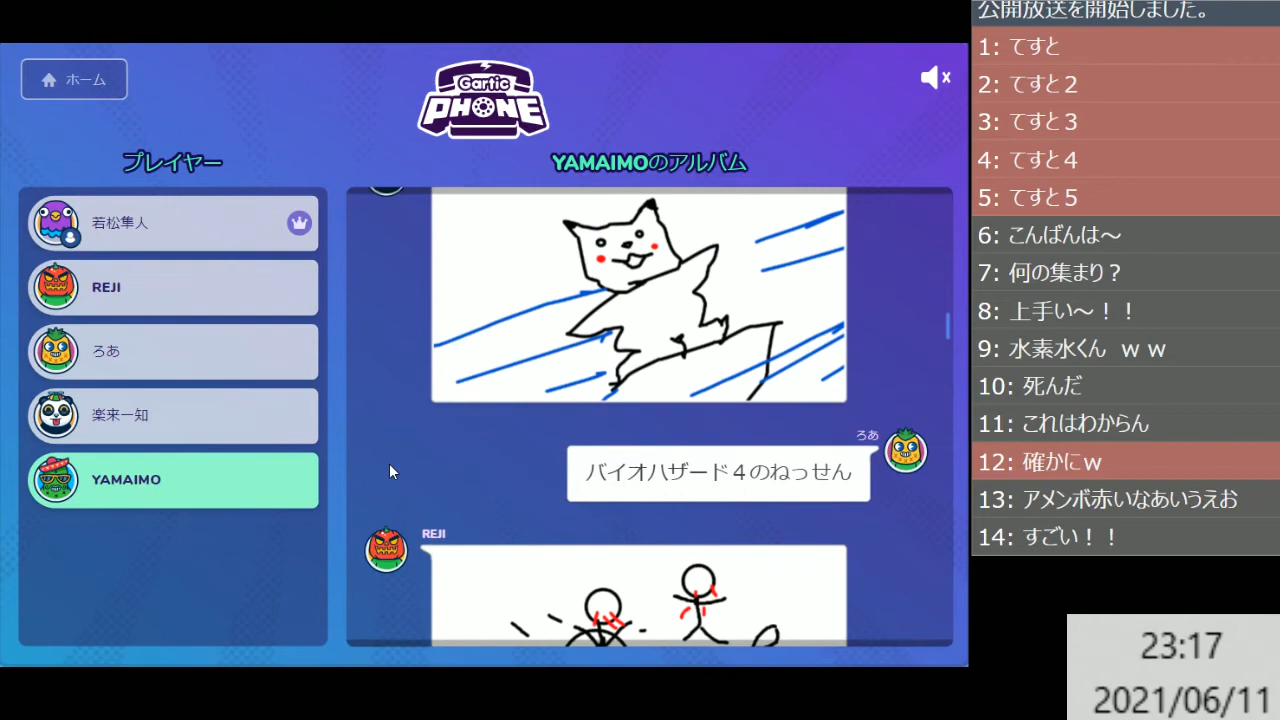 公開放送を開始しました。
ホーム
Gartic
PHONE
プレイヤー
YAMAIMOのアルバム
若松隼人
REJI
ろあ
楽来一知
YAMAIMO
ろあ
バイオハザード４のねっせん
REJI
1: てすと
2: てすと２
3: てすと３
4: てすと４
5: てすと５
6: こんばんは～
7: 何の集まり？
8: 上手い～！！
9: 水素水くん ｗｗ
10: 死んだ
11: これはわからん
12: 確かにｗ
13: アメンボ赤いなあいうえお
14: すごい！！
23:17
2021/06/11